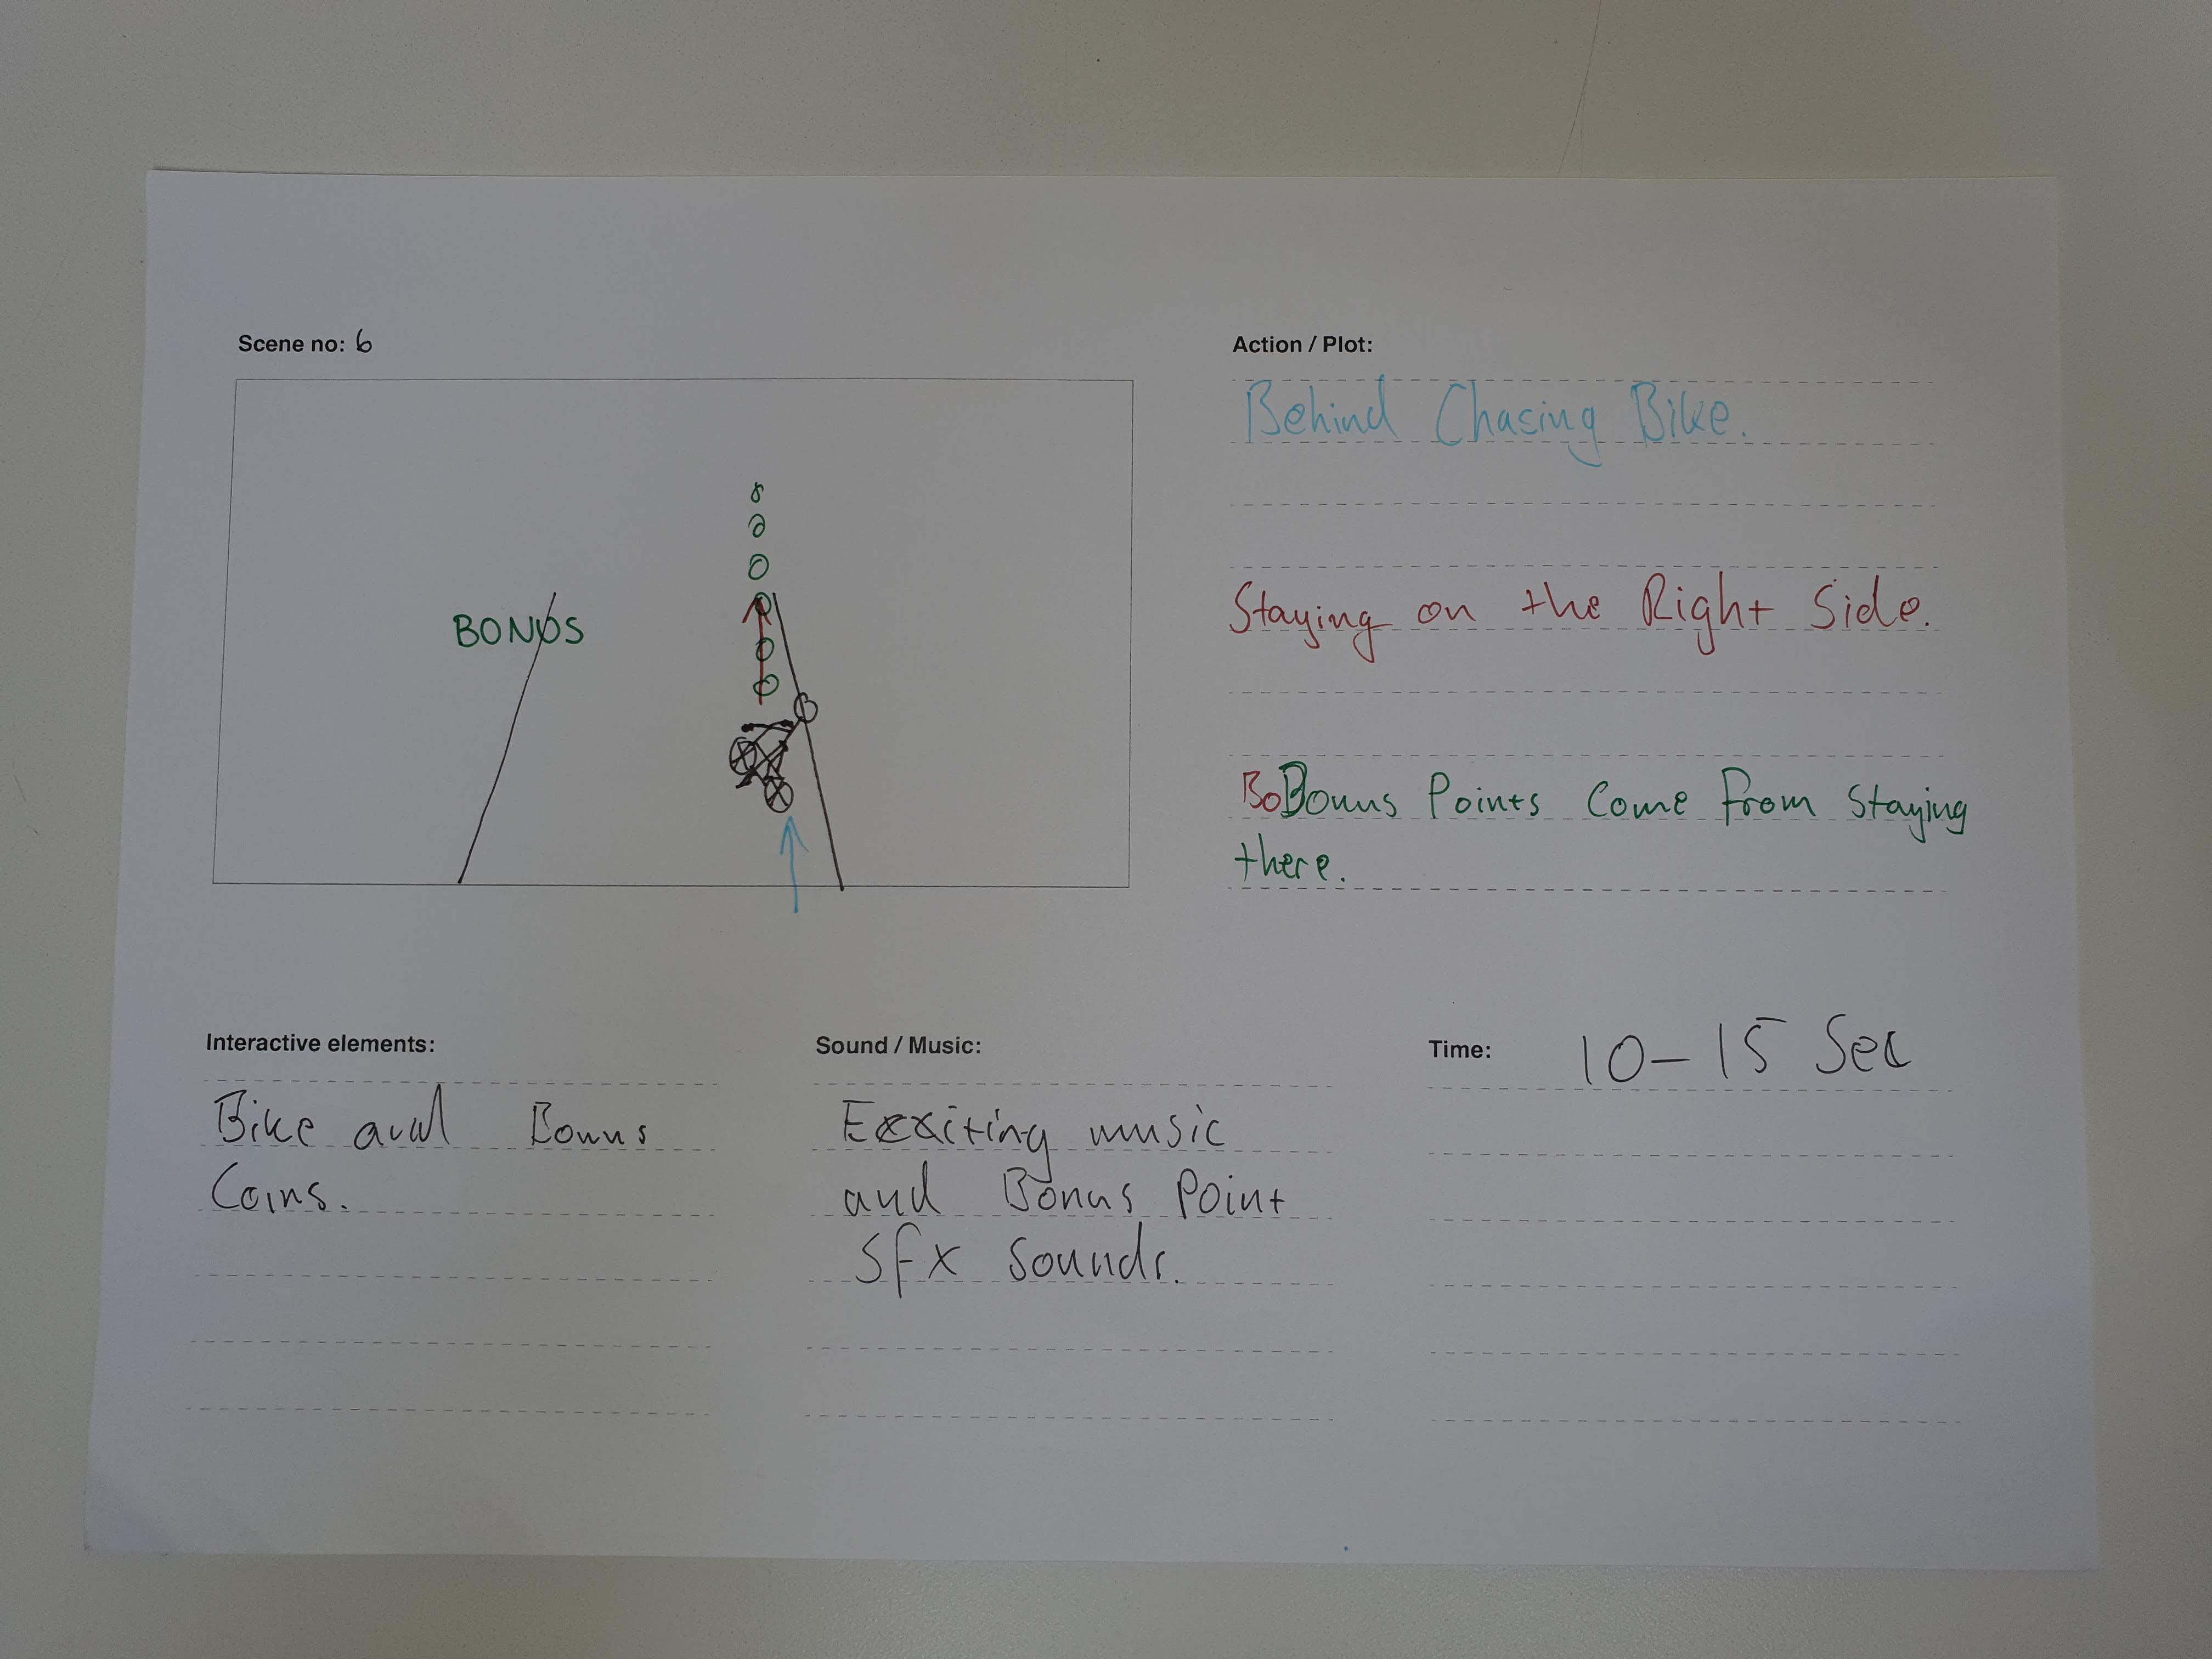 Scene no: 6
BONUS
Action / Plot:
Behind Chasing Bike.
Staying on the Right Side.
BoBonus Points Come From Staying
there.
Interactive elements:
Bike and Bonus
Coins.
Sound / Music:
Exxiting music
and Bonus Point
Sfx Sounds.
Time: 10-15 Sec